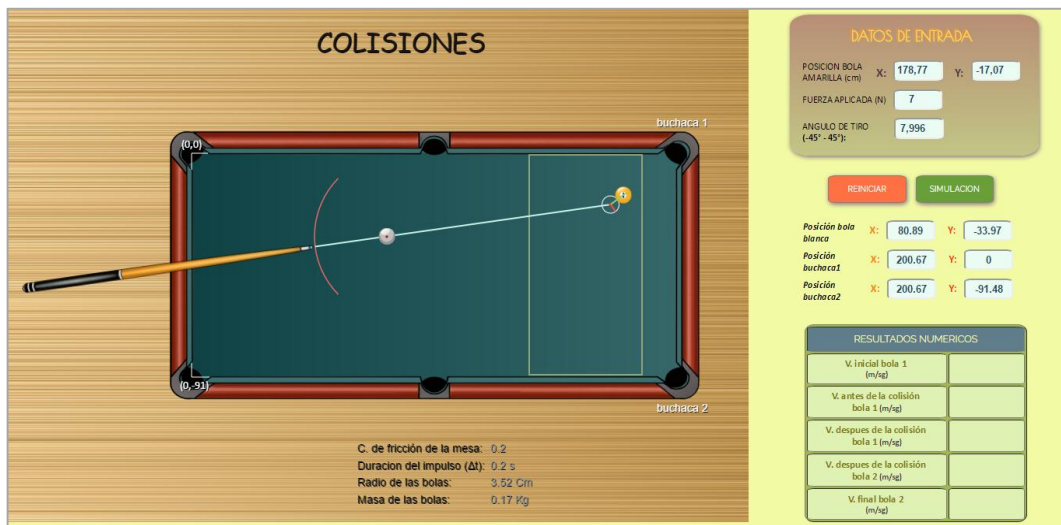 COLISIONES
buchaca 1
(0,0)
(0,-91)
buchaca 2
C. de fricción de la mesa: 0.2
Duracion del impulso (Δt): 0.2 s
Radio de las bolas: 3.52 Cm
Masa de las bolas: 0.17 Kg
DATOS DE ENTRADA
POSICION BOLA
AMARILLA (cm) X: 178,77 Y: -17,07
FUERZA APLICADA (N) 7
ANGULO DE TIRO
(-45° - 45°): 7,996
REINICIAR SIMULACION
Posición bola
blanca X: 80.89 Y: -33.97
Posición
buchaca1 X: 200.67 Y: 0
Posición
buchaca2 X: 200.67 Y: -91.48
RESULTADOS NUMERICOS
V. inicial bola 1
(m/sg)
V. antes de la colisión
bola 1 (m/sg)
V. despues de la colisión
bola 1 (m/sg)
V. despues de la colisión
bola 2 (m/sg)
V. final bola 2
(m/sg)